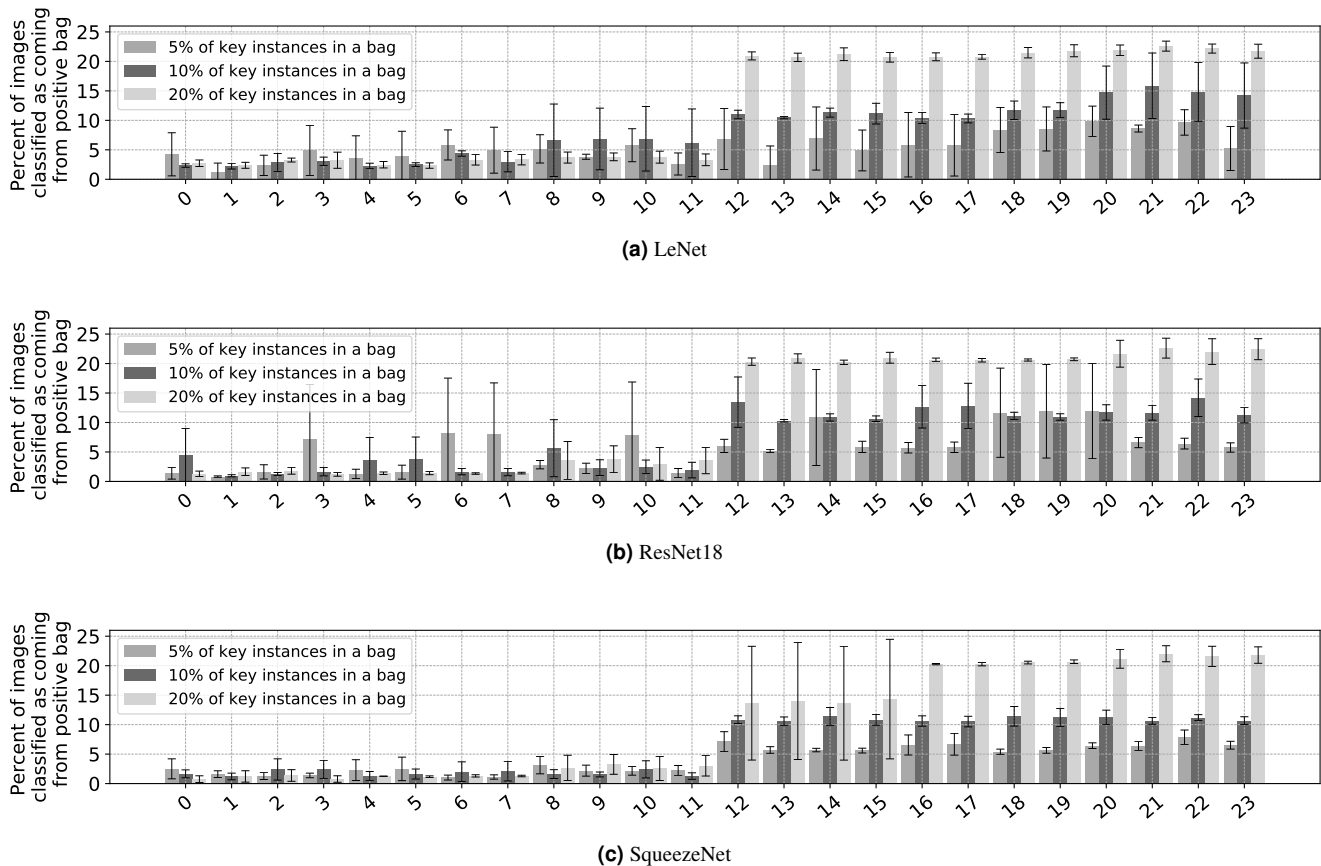 Percent of images
classified as coming
from positive bag
25
20
15
10
5
0
5% of key instances in a bag
10% of key instances in a bag
20% of key instances in a bag
0 1 2 3 4 5 6 7 8 9 10 11 12 13 14 15 16 17 18 19 20 21 22 23
(a) LeNet
Percent of images
classified as coming
from positive bag
25
20
15
10
5
0
5% of key instances in a bag
10% of key instances in a bag
20% of key instances in a bag
0 1 2 3 4 5 6 7 8 9 10 11 12 13 14 15 16 17 18 19 20 21 22 23
(b) ResNet18
Percent of images
classified as coming
from positive bag
25
20
15
10
5
0
5% of key instances in a bag
10% of key instances in a bag
20% of key instances in a bag
0 1 2 3 4 5 6 7 8 9 10 11 12 13 14 15 16 17 18 19 20 21 22 23
(c) SqueezeNet